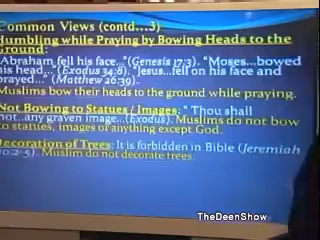 Common Views (contd...3)
Humbling while Praying by Bowing Heads to the
Ground:
"Abraham fell his face..."(Genesis 17:3). "Moses...bowed
his head..." (Exodus 34:8). "Jesus...fell on his face and
prayed..." (Matthew 26:39).
Muslims bow their heads to the ground while praying.
Not Bowing to Statues / Images: "Thou shall
not..any graven image...(Exodus). Muslims do not bow
to statues, images or anything except God.
Decoration of Trees: It is forbidden in Bible (Jeremiah
10:2-5). Muslim do not decorate trees.
TheDeenShow